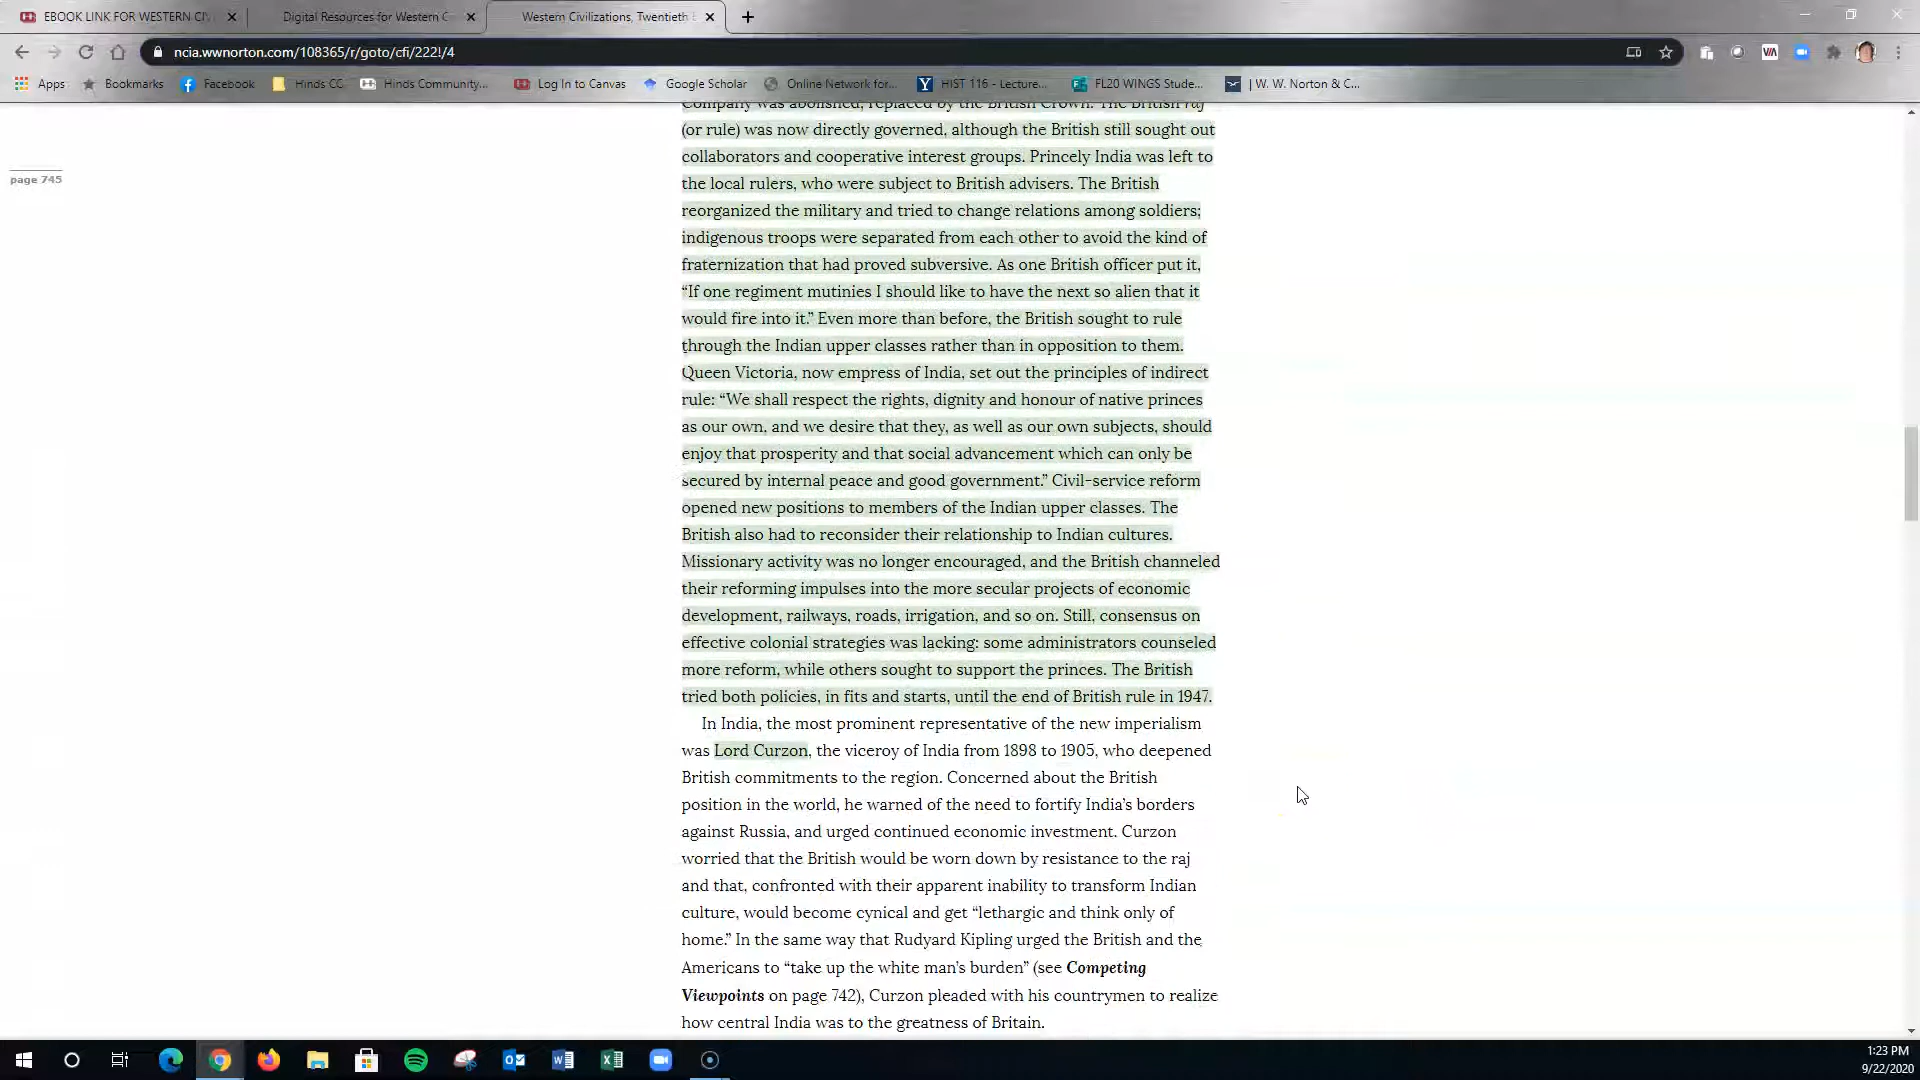 EBOOK LINK FOR WESTERN CI
Digital Resources for Western C
Western Civilizations, Twentieth E
ncia.wwnorton.com/108365/r/goto/cfi/222!/4
Apps
Bookmarks
Facebook
Hinds CC
Hinds Community...
Log In to Canvas
Google Scholar
Online Network for...
HIST 116 - Lecture...
FL20 WINGS Stude...
| W. W. Norton & C...
page 745
Company was abolished, replaced by the British Crown. The British raj
(or rule) was now directly governed, although the British still sought out
collaborators and cooperative interest groups. Princely India was left to
the local rulers, who were subject to British advisers. The British
reorganized the military and tried to change relations among soldiers;
indigenous troops were separated from each other to avoid the kind of
fraternization that had proved subversive. As one British officer put it,
“If one regiment mutinies I should like to have the next so alien that it
would fire into it.” Even more than before, the British sought to rule
through the Indian upper classes rather than in opposition to them.
Queen Victoria, now empress of India, set out the principles of indirect
rule: “We shall respect the rights, dignity and honour of native princes
as our own, and we desire that they, as well as our own subjects, should
enjoy that prosperity and that social advancement which can only be
secured by internal peace and good government.” Civil-service reform
opened new positions to members of the Indian upper classes. The
British also had to reconsider their relationship to Indian cultures.
Missionary activity was no longer encouraged, and the British channeled
their reforming impulses into the more secular projects of economic
development, railways, roads, irrigation, and so on. Still, consensus on
effective colonial strategies was lacking: some administrators counseled
more reform, while others sought to support the princes. The British
tried both policies, in fits and starts, until the end of British rule in 1947.
In India, the most prominent representative of the new imperialism
was Lord Curzon, the viceroy of India from 1898 to 1905, who deepened
British commitments to the region. Concerned about the British
position in the world, he warned of the need to fortify India’s borders
against Russia, and urged continued economic investment. Curzon
worried that the British would be worn down by resistance to the raj
and that, confronted with their apparent inability to transform Indian
culture, would become cynical and get “lethargic and think only of
home.” In the same way that Rudyard Kipling urged the British and the
Americans to “take up the white man’s burden” (see Competing
Viewpoints on page 742), Curzon pleaded with his countrymen to realize
how central India was to the greatness of Britain.
1:23 PM
9/22/2020